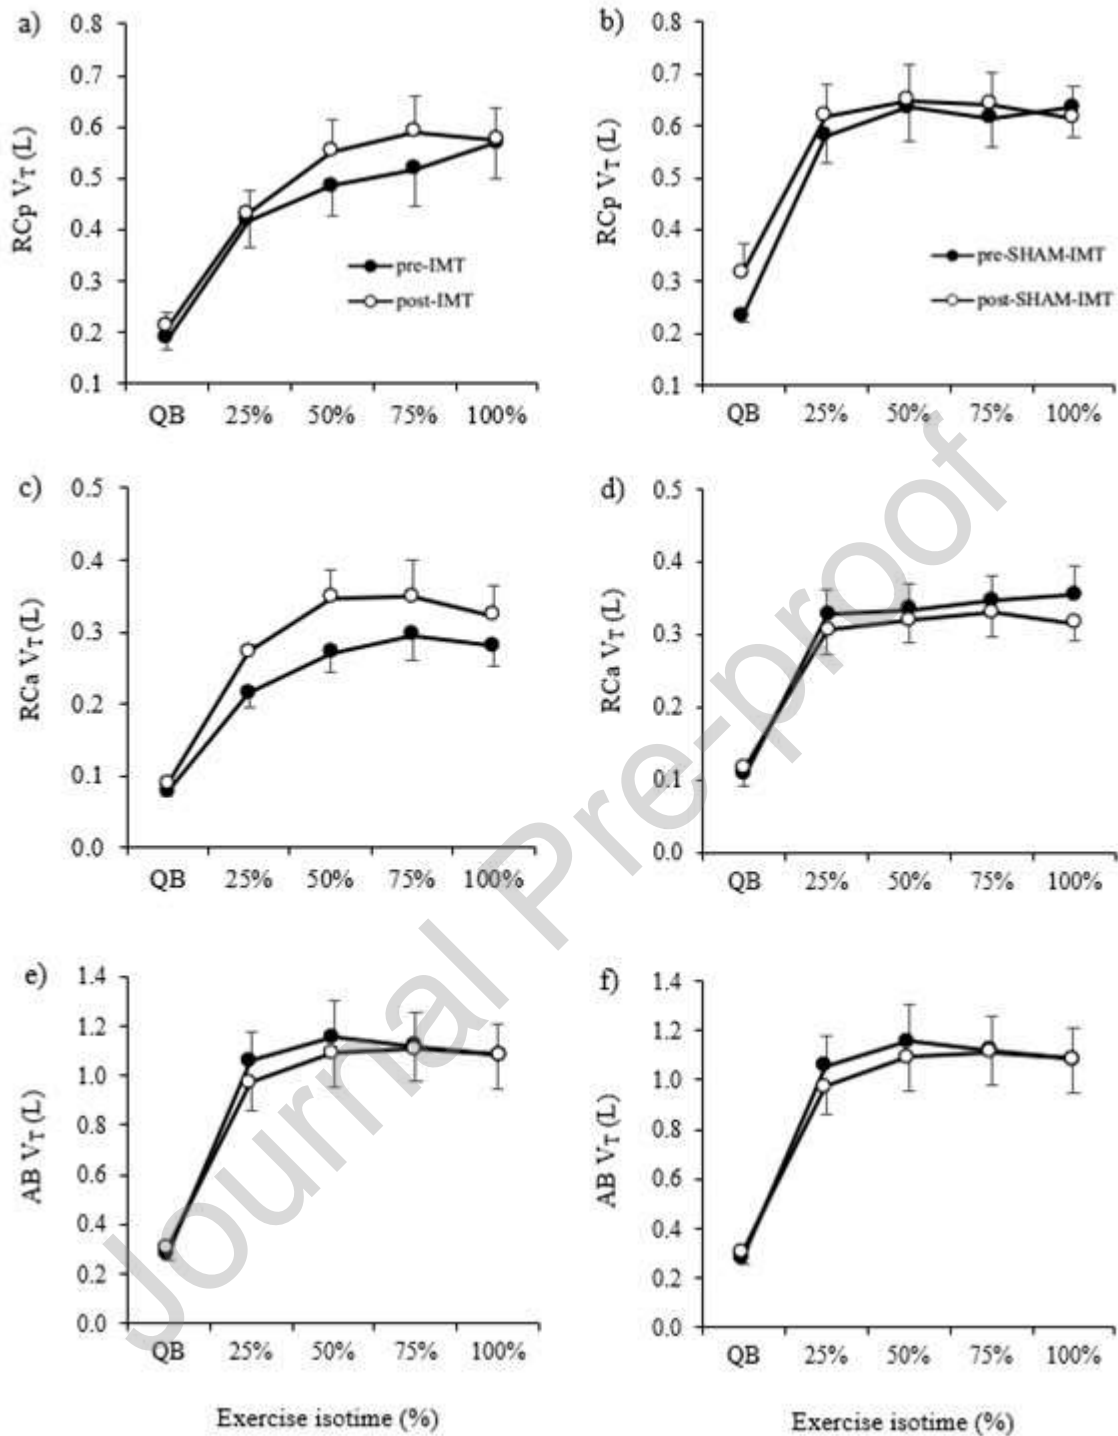 a)
0.8
0.7
0.6
0.5
0.4
0.3
0.2
0.1
RCp VT (L)
pre-IMT
post-IMT
QB 25% 50% 75% 100%
b)
0.8
0.7
0.6
0.5
0.4
0.3
0.2
0.1
RCp VT (L)
pre-SHAM-IMT
post-SHAM-IMT
QB 25% 50% 75% 100%
c)
0.5
0.4
0.3
0.2
0.1
0.0
RCa VT (L)
QB 25% 50% 75% 100%
d)
0.5
0.4
0.3
0.2
0.1
0.0
RCa VT (L)
QB 25% 50% 75% 100%
e)
1.4
1.2
1.0
0.8
0.6
0.4
0.2
0.0
AB VT (L)
QB 25% 50% 75% 100%
Exercise isotime (%)
f)
1.4
1.2
1.0
0.8
0.6
0.4
0.2
0.0
AB VT (L)
QB 25% 50% 75% 100%
Exercise isotime (%)
Journal Pre-proof